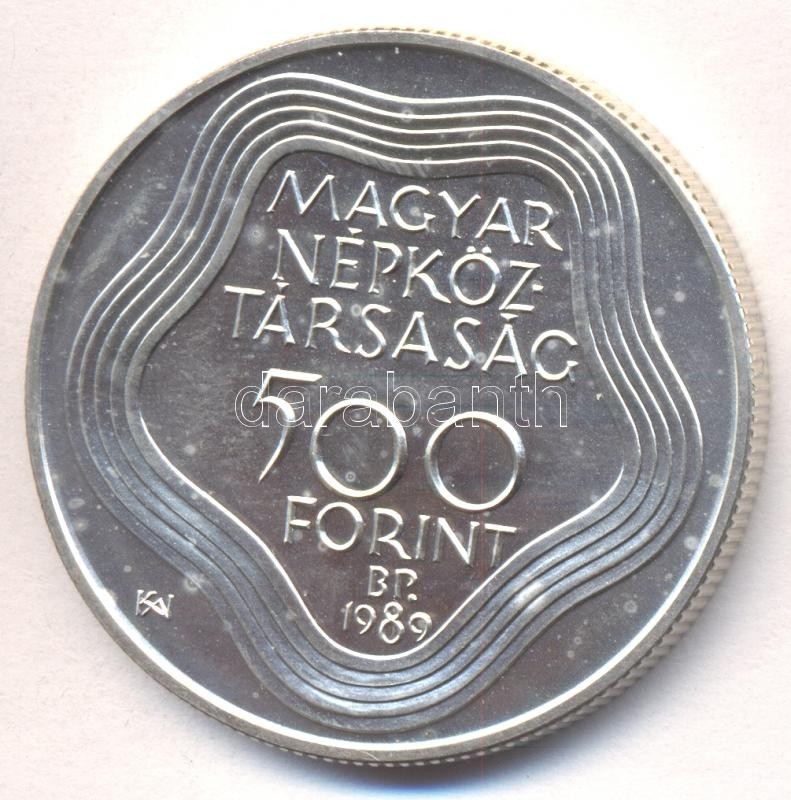 MAGYAR
NÉPKÖZ-
TÁRSASÁG
500
FORINT
BP.
1989
darabanth